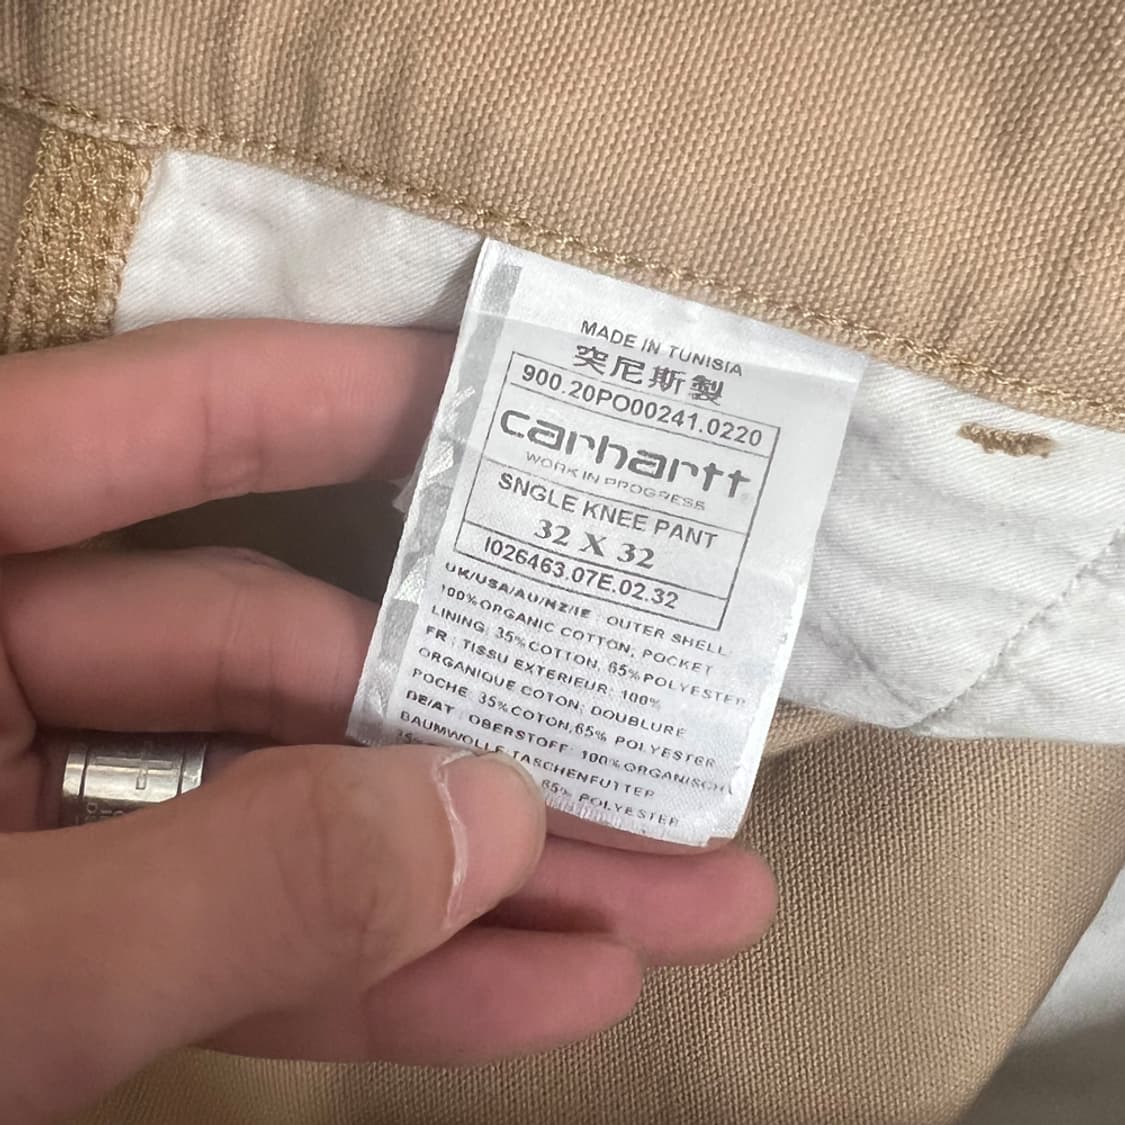 MADE IN TUNISIA
突尼斯製
900.20PO00241.0220
carhartt
WORK IN PROGRESS
SNGLE KNEE PANT
32 X 32
I026463.07E.02.32
UK/USA/AU/NZ/IE : OUTER SHELL
100% ORGANIC COTTON; POCKET
LINING: 35% COTTON, 65% POLYESTER
FR : TISSU EXTERIEUR: 100%
ORGANIQUE COTON; DOUBLURE
POCHE: 35% COTON, 65% POLYESTER
DE/AT : OBERSTOFF: 100% ORGANISCH
BAUMWOLLE TASCHENFUTTER
65% POLYESTER